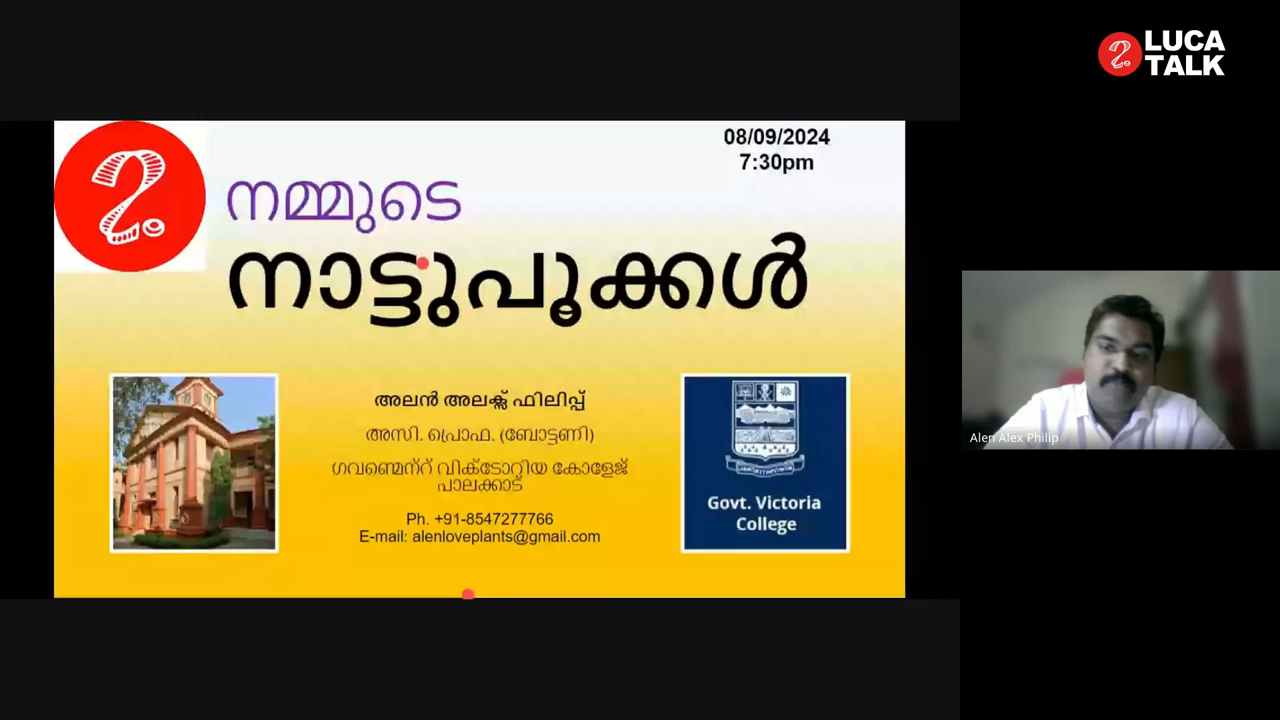 LUCA
TALK
08/09/2024
7:30pm
നമ്മുടെ
നാട്ടുപൂക്കൾ
അലൻ അലക്സ് ഫിലിപ്പ്
അസി. പ്രൊഫ. (ബോട്ടണി)
ഗവണ്മെന്റ് വിക്ടോറിയ കോളേജ്
പാലക്കാട്
Ph. +91-8547277766
E-mail: alenloveplants@gmail.com
Govt. Victoria
College
Alen Alex Philip